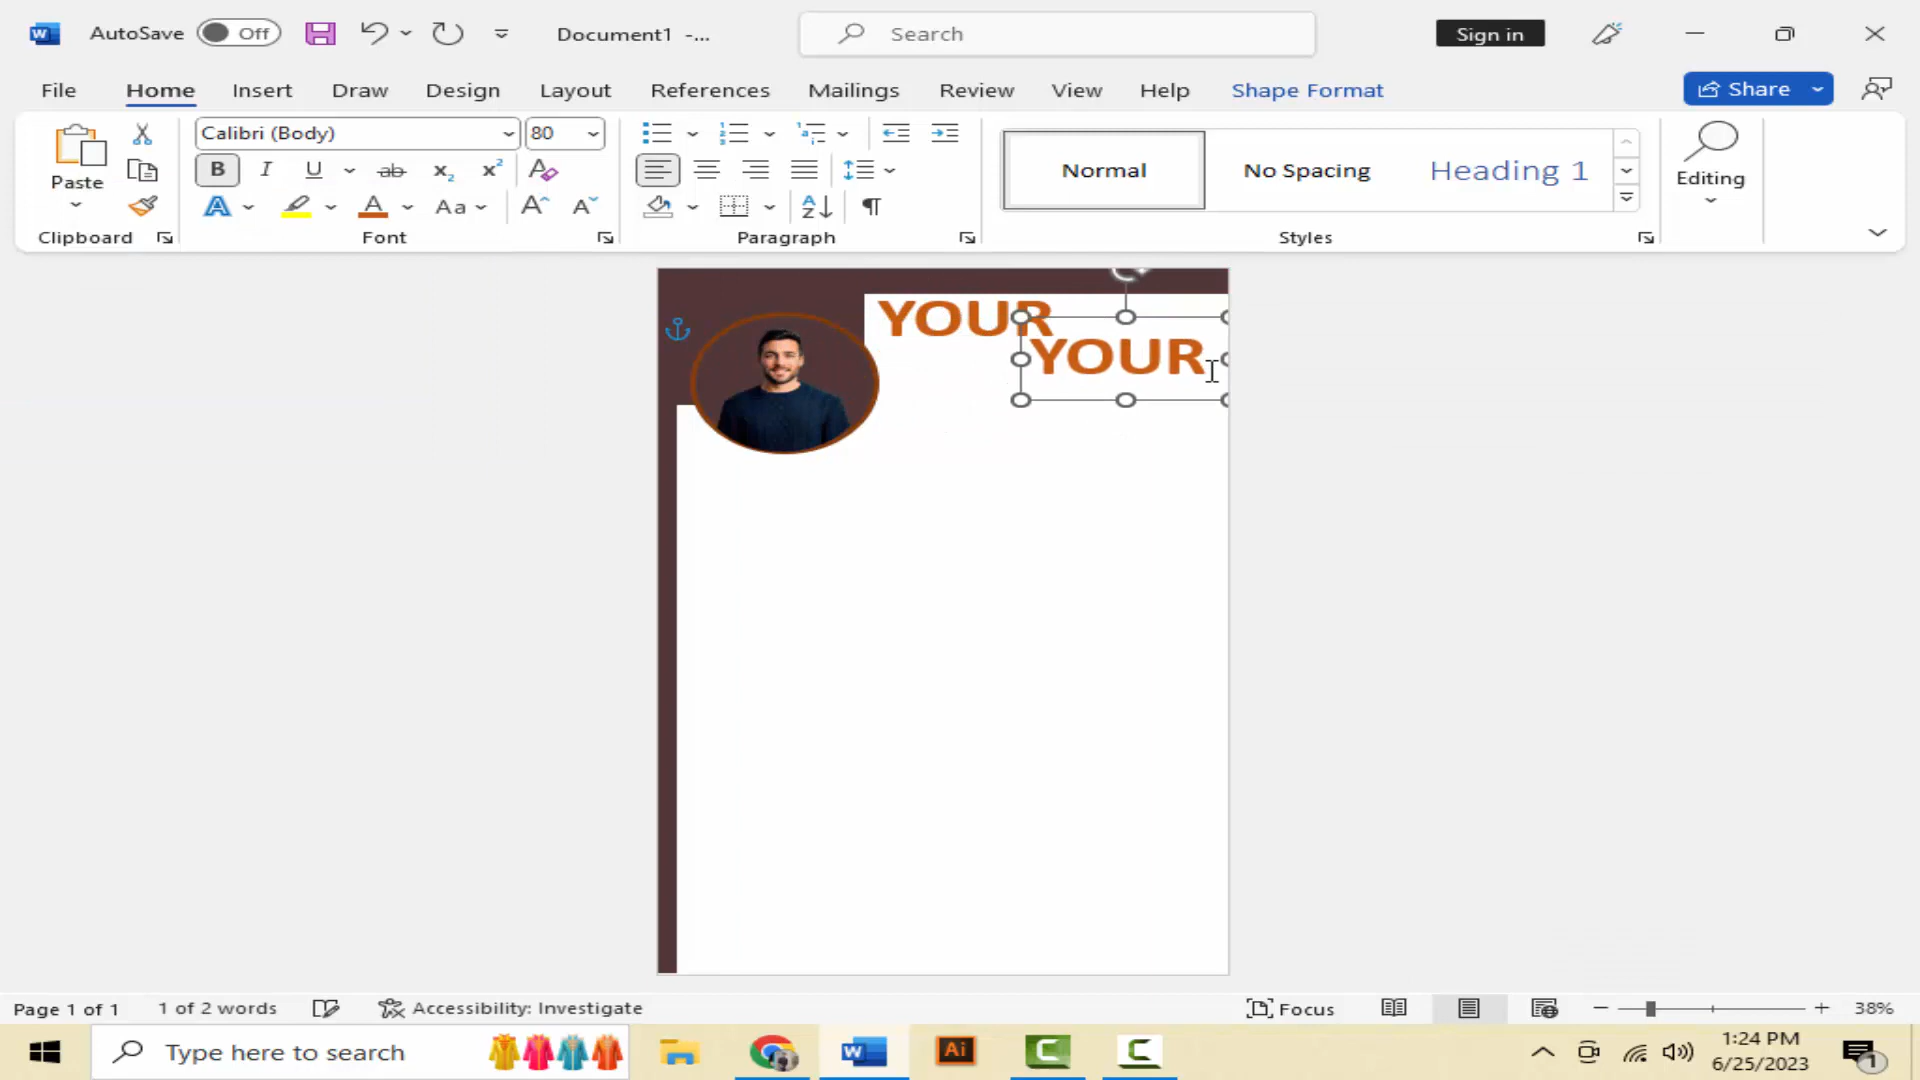 AutoSave Off Document1 -... Search Sign in
File Home Insert Draw Design Layout References Mailings Review View Help Shape Format Share
Calibri (Body) 80
Paste
Normal No Spacing Heading 1
Editing
Clipboard Font Paragraph Styles
YOUR
YOUR
Page 1 of 1 1 of 2 words Accessibility: Investigate Focus 38%
Type here to search
1:24 PM
6/25/2023